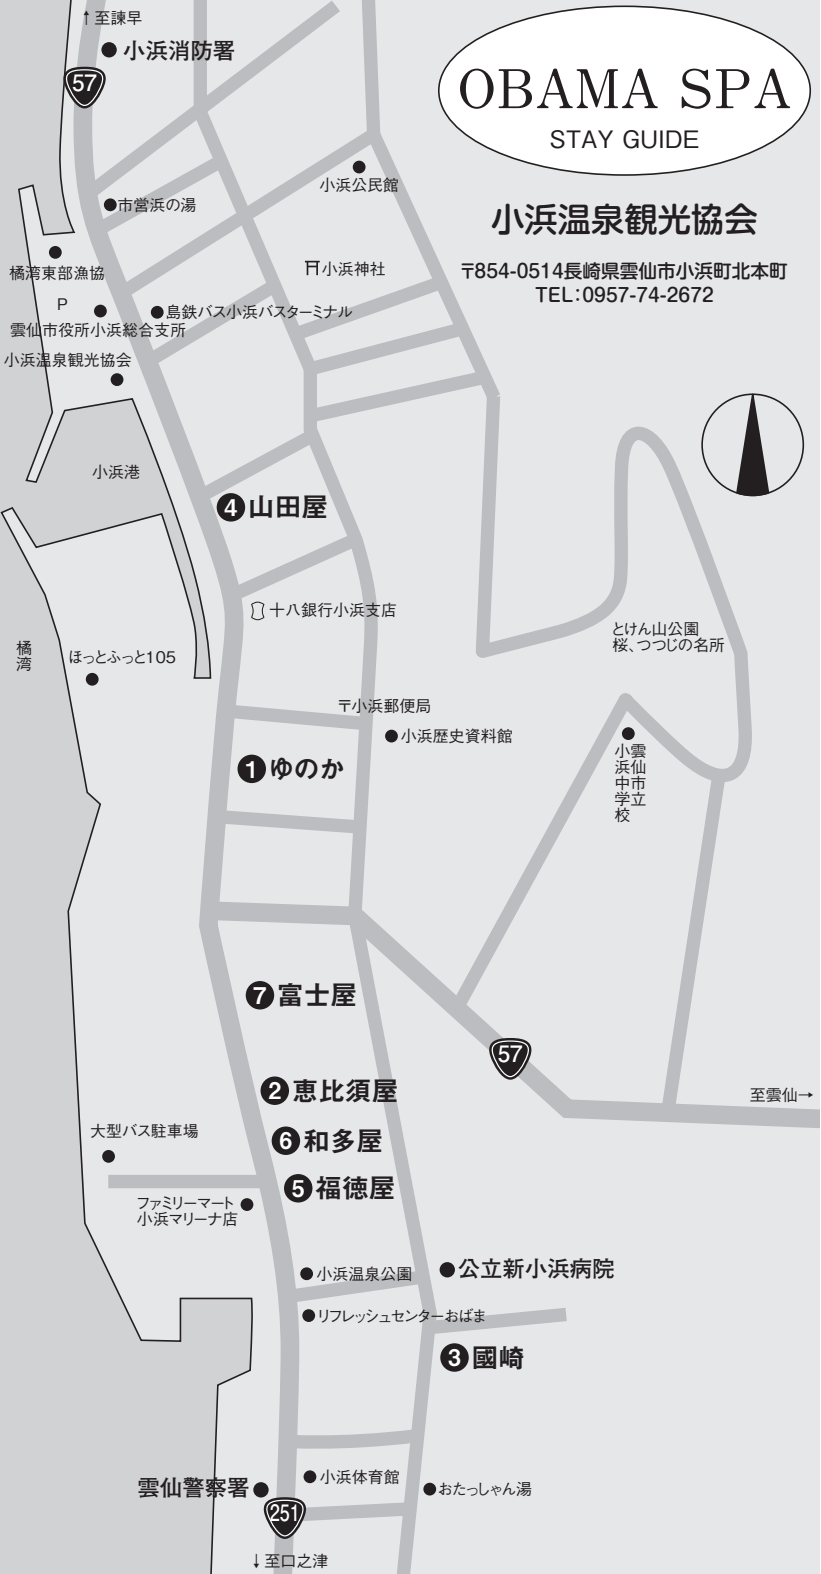 ↑至諫早
●小浜消防署
57
OBAMA SPA
STAY GUIDE
小浜公民館
●市営浜の湯
小浜温泉観光協会
橘湾東部漁協
小浜神社
〒854-0514長崎県雲仙市小浜町北本町
TEL:0957-74-2672
P
●島鉄バス小浜バスターミナル
雲仙市役所小浜総合支所
小浜温泉観光協会
小浜港
❹山田屋
十八銀行小浜支店
とけん山公園
桜、つつじの名所
橘湾
ほっとふっと105
〒小浜郵便局
●小浜歴史資料館
雲仙市立
小浜中学校
❶ゆのか
❼富士屋
57
❷恵比須屋
至雲仙→
大型バス駐車場
❻和多屋
❺福徳屋
ファミリーマート
小浜マリーナ店
●小浜温泉公園
●公立新小浜病院
●リフレッシュセンターおばま
❸國崎
●小浜体育館
雲仙警察署●
●おたっしゃん湯
251
↓至口之津